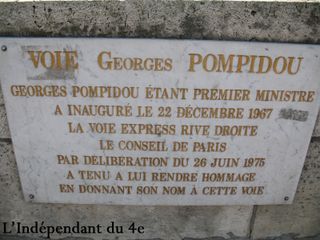 VOIE GEORGES POMPIDOU
GEORGES POMPIDOU ÉTANT PREMIER MINISTRE
A INAUGURÉ LE 22 DÉCEMBRE 1967
LA VOIE EXPRESS RIVE DROITE
LE CONSEIL DE PARIS
PAR DELIBERATION DU 26 JUIN 1975
A TENU A LUI RENDRE HOMMAGE
EN DONNANT SON NOM À CETTE VOIE
L'Indépendant du 4e